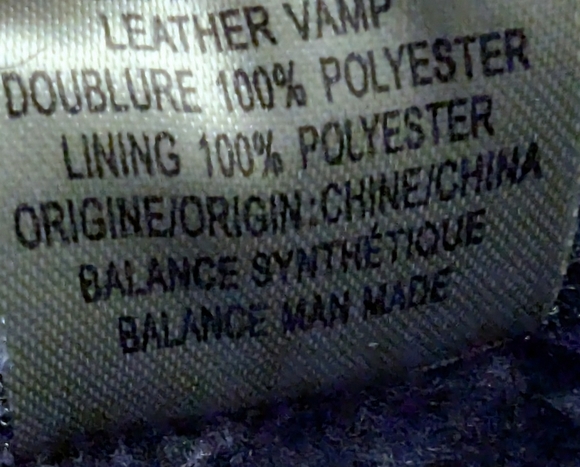 LEATHER VAMP
DOUBLURE 100% POLYESTER
LINING 100% POLYESTER
ORIGINE/ORIGIN:CHINE/CHINA
BALANCE SYNTHÉTIQUE
BALANCE MAN MADE